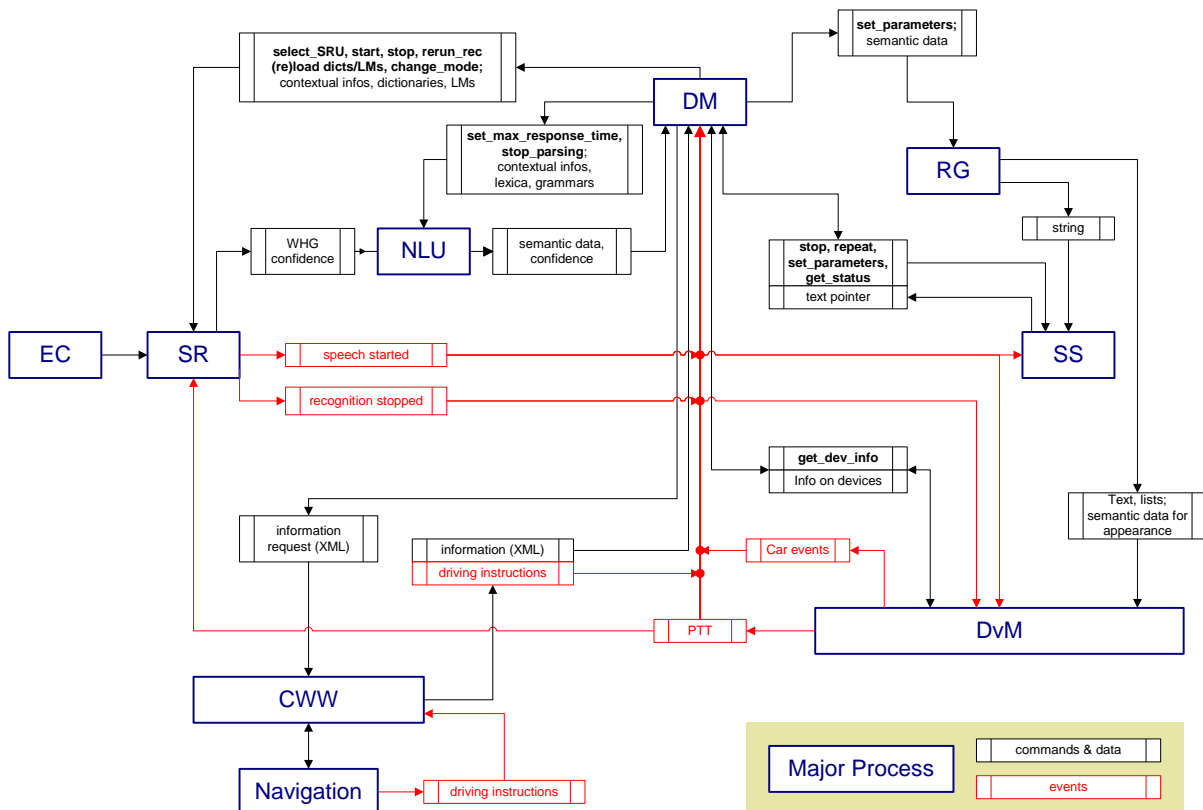 set_parameters;
semantic data
select_SRU, start, stop, rerun_rec
(re)load dicts/LMs, change_mode;
contextual infos, dictionaries, LMs
DM
set_max_response_time,
stop_parsing;
contextual infos,
lexica, grammars
RG
string
WHG
confidence
NLU
semantic data,
confidence
stop, repeat,
set_parameters,
get_status
text pointer
EC
SR
speech started
SS
recognition stopped
get_dev_info
Info on devices
Text, lists;
semantic data for
appearance
information
request (XML)
information (XML)
driving instructions
Car events
PTT
DvM
CWW
Navigation
driving instructions
Major Process
commands & data
events